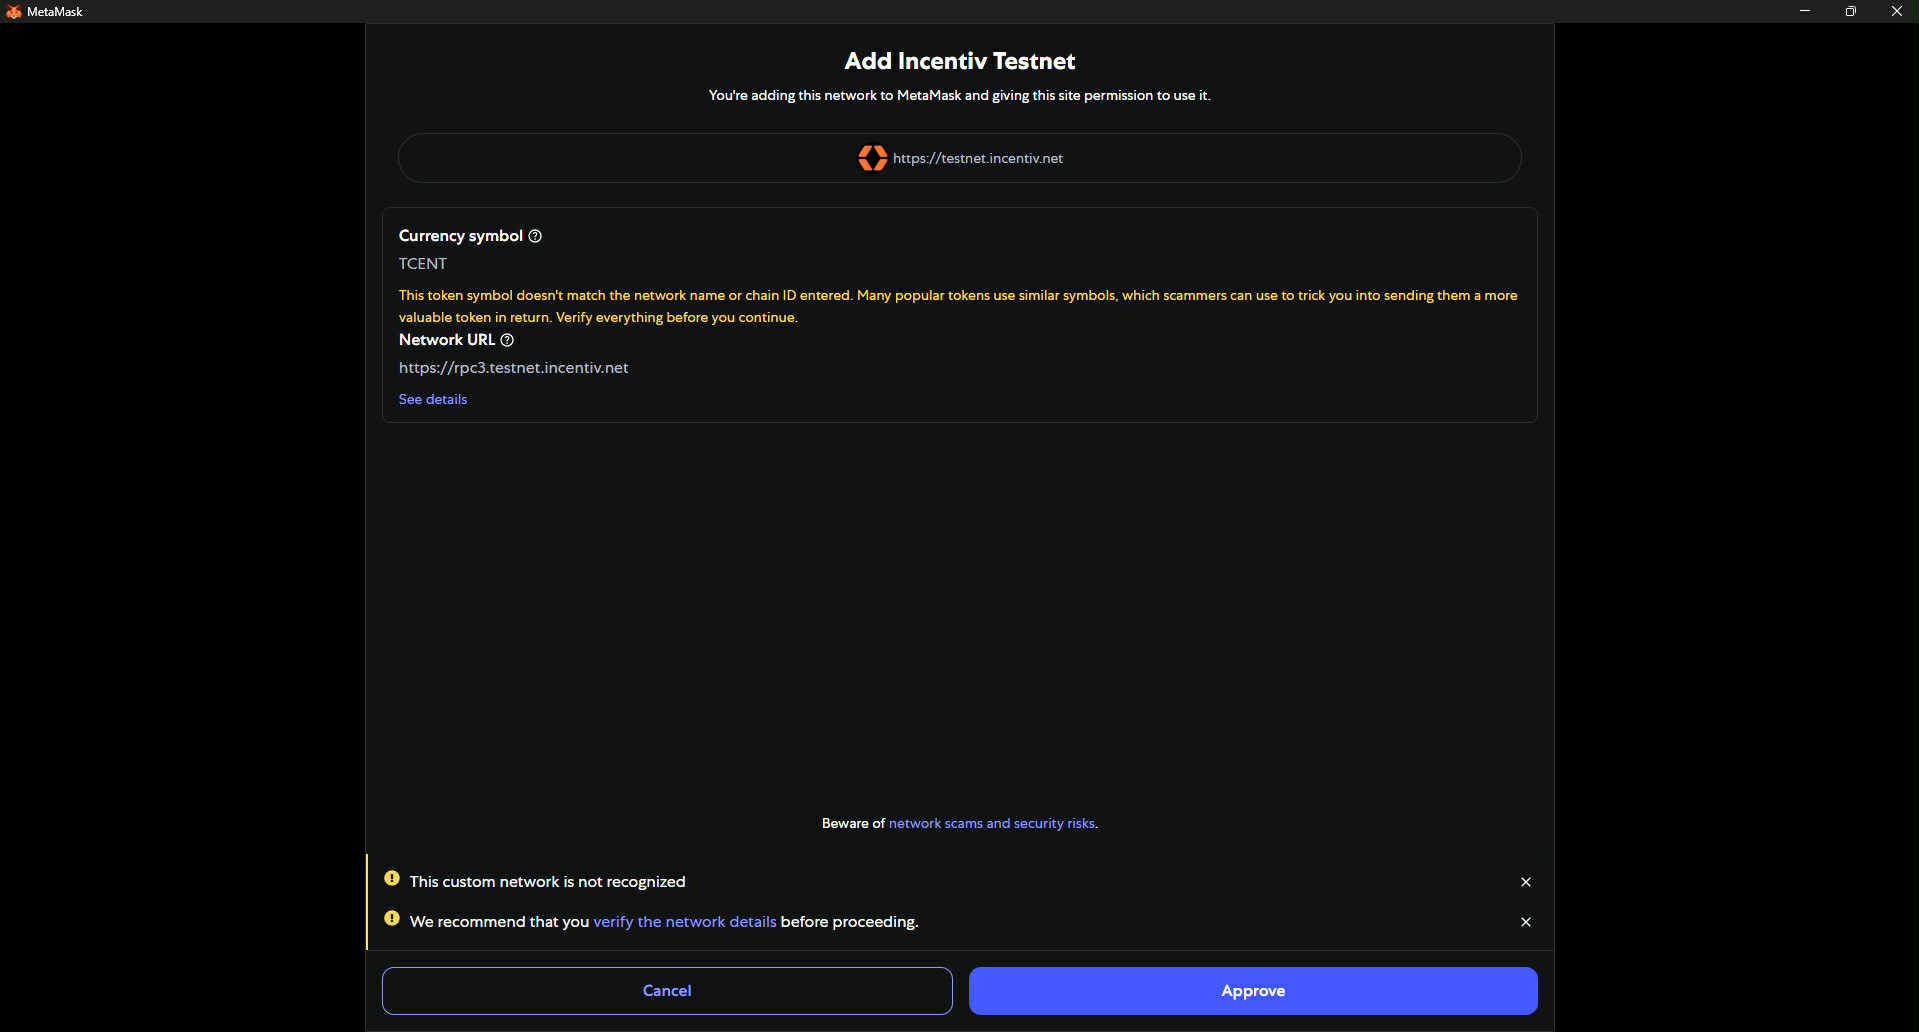 MetaMask
Add Incentiv Testnet
You're adding this network to MetaMask and giving this site permission to use it.
https://testnet.incentiv.net
Currency symbol
TCENT
This token symbol doesn't match the network name or chain ID entered. Many popular tokens use similar symbols, which scammers can use to trick you into sending them a more
valuable token in return. Verify everything before you continue.
Network URL
https://rpc3.testnet.incentiv.net
See details
Beware of network scams and security risks.
This custom network is not recognized
We recommend that you verify the network details before proceeding.
Cancel
Approve